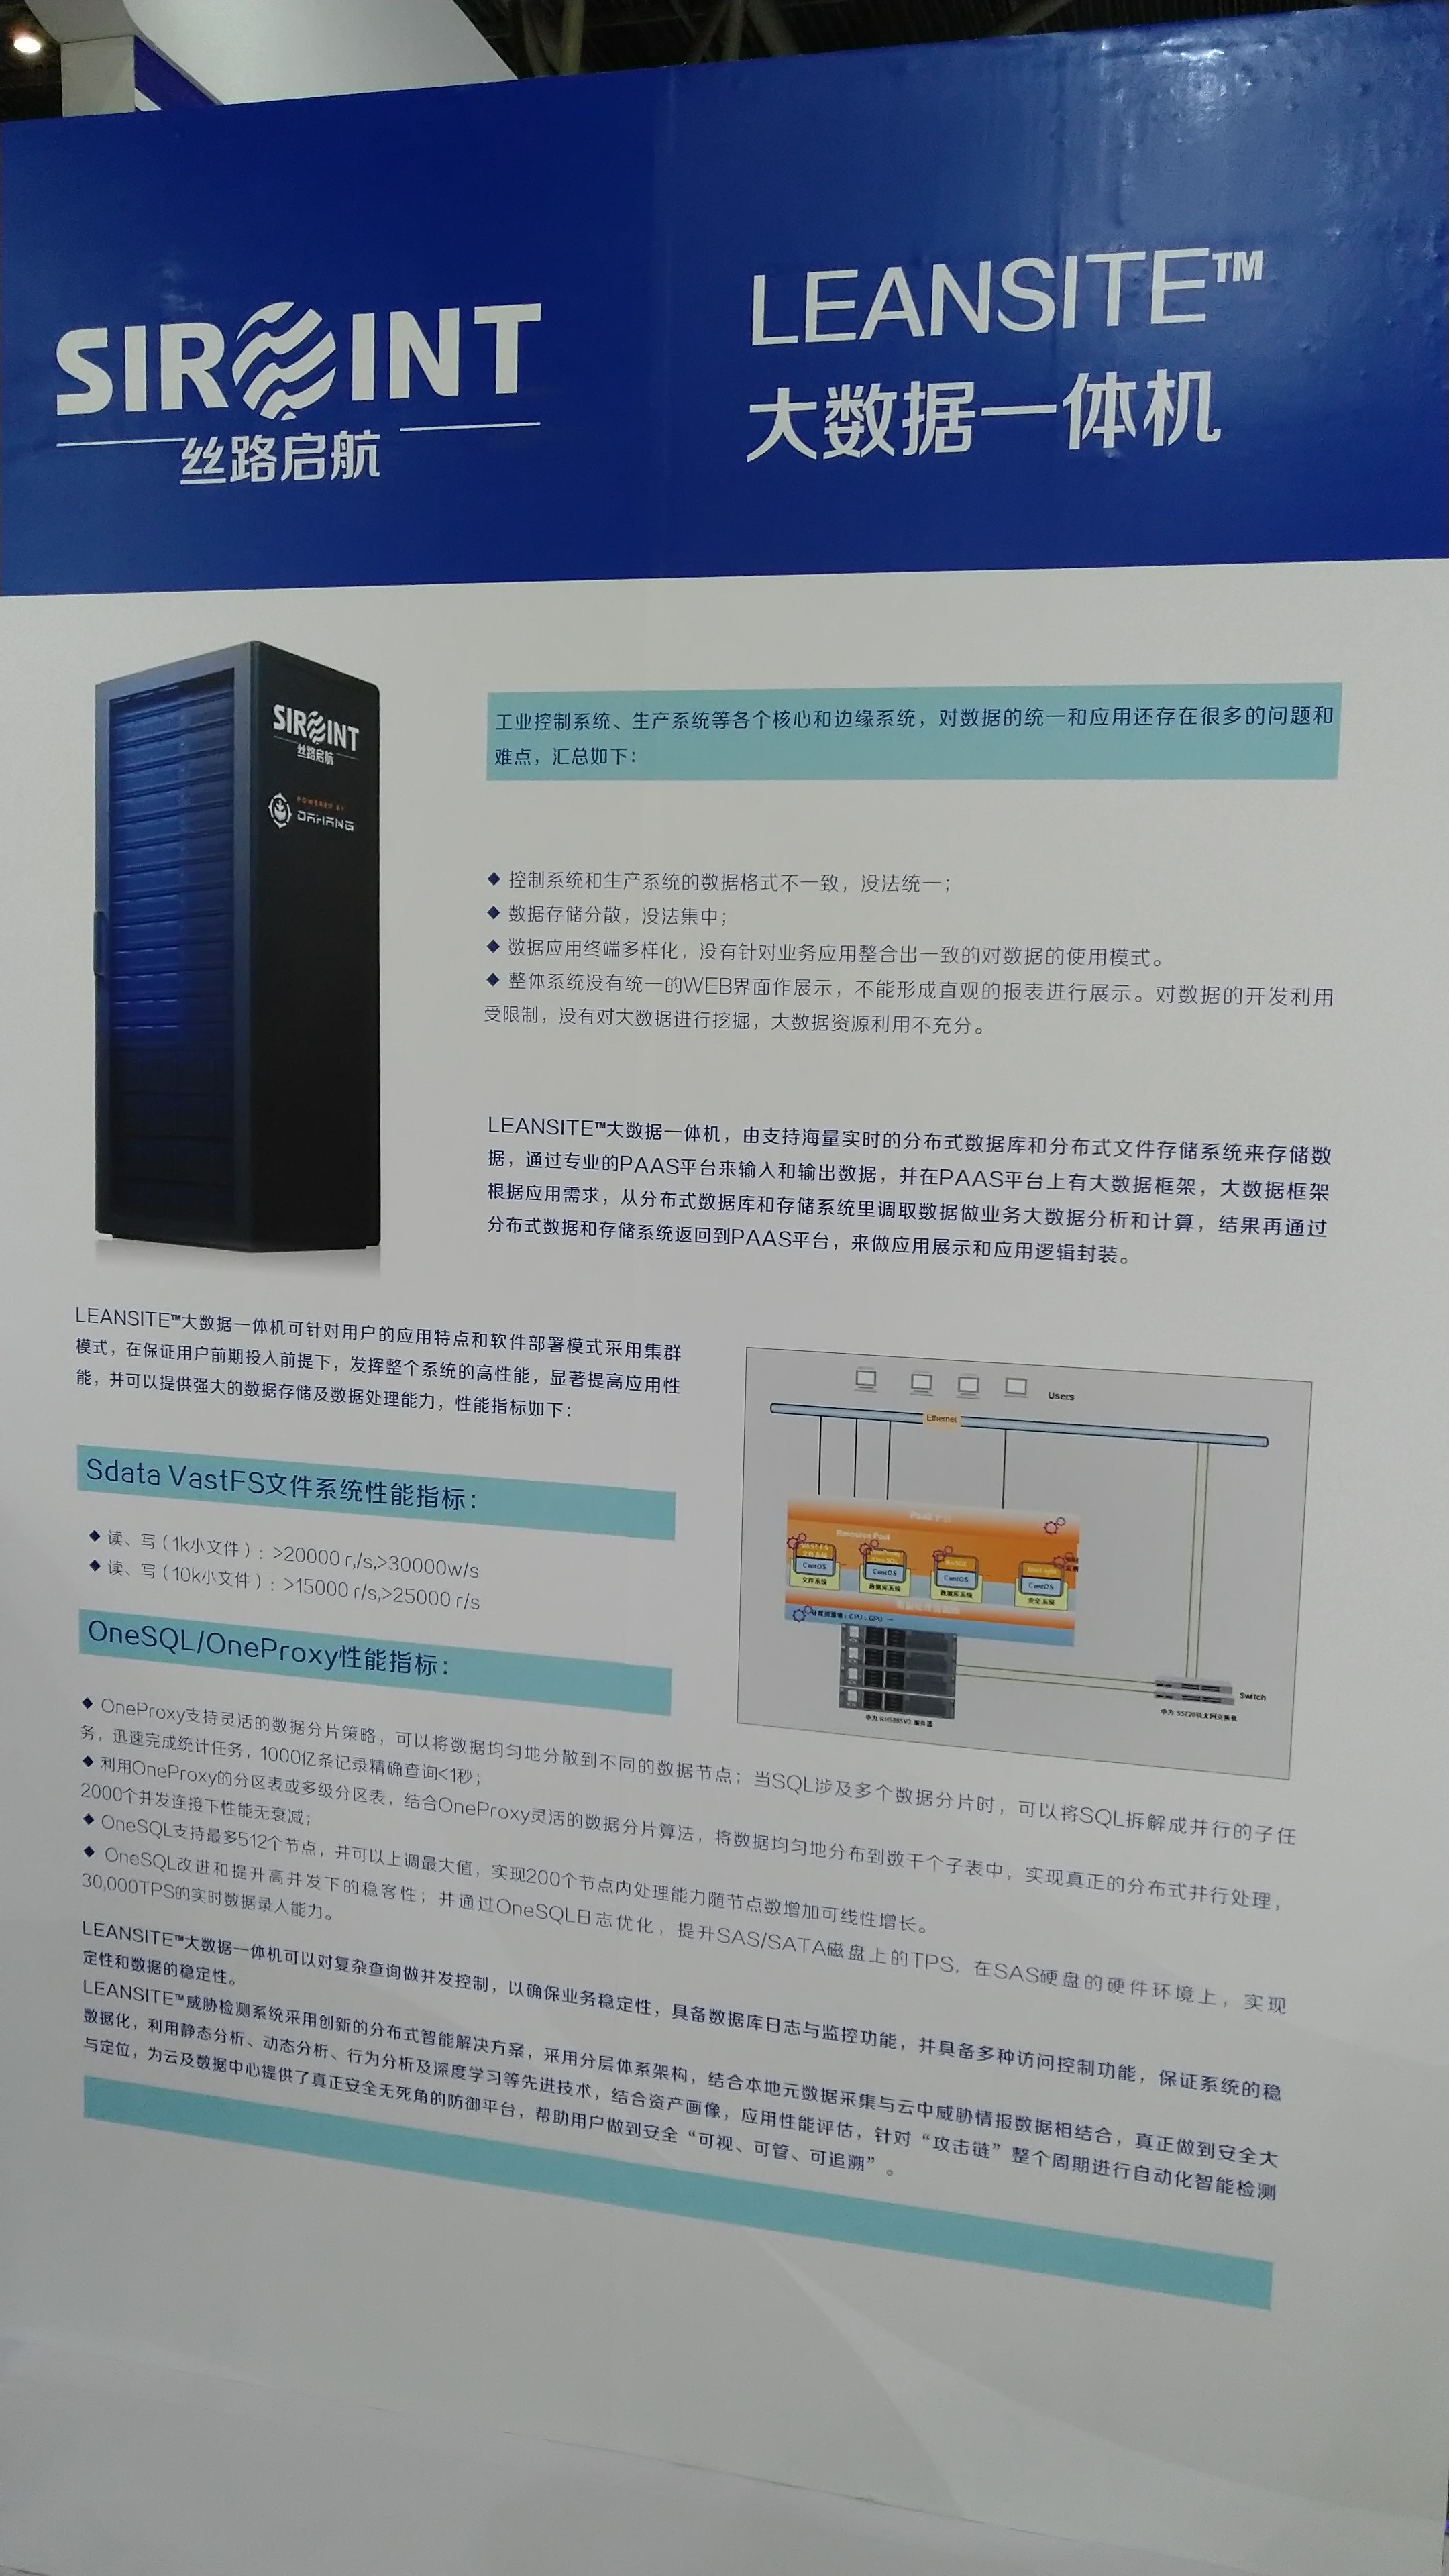 SIROINT
丝路启航
LEANSITE™
大数据一体机
SIROINT
丝路启航
POWERED BY
DAHANG
工业控制系统、生产系统等各个核心和边缘系统，对数据的统一和应用还存在很多的问题和
难点，汇总如下：
◆ 控制系统和生产系统的数据格式不一致，没法统一；
◆ 数据存储分散，没法集中；
◆ 数据应用终端多样化，没有针对业务应用整合出一致的对数据的使用模式。
◆ 整体系统没有统一的WEB界面作展示，不能形成直观的报表进行展示。对数据的开发利用
受限制，没有对大数据进行挖掘，大数据资源利用不充分。
LEANSITE™大数据一体机，由支持海量实时的分布式数据库和分布式文件存储系统来存储数
据，通过专业的PAAS平台来输入和输出数据，并在PAAS平台上有大数据框架，大数据框架
根据应用需求，从分布式数据库和存储系统里调取数据做业务大数据分析和计算，结果再通过
分布式数据和存储系统返回到PAAS平台，来做应用展示和应用逻辑封装。
LEANSITE™大数据一体机可针对用户的应用特点和软件部署模式采用集群
模式，在保证用户前期投入前提下，发挥整个系统的高性能，显著提高应用性
能，并可以提供强大的数据存储及数据处理能力，性能指标如下：
Users
Ethernet
PaaS平台
Resource Pool
CentOS
文件系统
CentOS
数据库系统
CentOS
数据库系统
CentOS
安全系统
计算资源池：CPU、GPU
华为 RH5885V3 服务器
Switch
华为 S5720以太网交换机
Sdata VastFS文件系统性能指标：
◆ 读、写（1k小文件）：>20000 r,/s,>30000w/s
◆ 读、写（10k小文件）：>15000 r/s,>25000 r/s
OneSQL/OneProxy性能指标：
◆ OneProxy支持灵活的数据分片策略，可以将数据均匀地分散到不同的数据节点；当SQL涉及多个数据分片时，可以将SQL拆解成并行的子任
务，迅速完成统计任务，1000亿条记录精确查询<1秒；
◆ 利用OneProxy的分区表或多级分区表，结合OneProxy灵活的数据分片算法，将数据均匀地分布到数千个子表中，实现真正的分布式并行处理，
2000个并发连接下性能无衰减；
◆ OneSQL支持最多512个节点，并可以上调最大值，实现200个节点内处理能力随节点数增加可线性增长。
◆ OneSQL改进和提升高并发下的稳客性；并通过OneSQL日志优化，提升SAS/SATA磁盘上的TPS，在SAS硬盘的硬件环境上，实现
30,000TPS的实时数据录入能力。
LEANSITE™大数据一体机可以对复杂查询做并发控制，以确保业务稳定性，具备数据库日志与监控功能，并具备多种访问控制功能，保证系统的稳
定性和数据的稳定性。
LEANSITE™威胁检测系统采用创新的分布式智能解决方案，采用分层体系架构，结合本地元数据采集与云中威胁情报数据相结合，真正做到安全大
数据化，利用静态分析、动态分析、行为分析及深度学习等先进技术，结合资产画像，应用性能评估，针对“攻击链”整个周期进行自动化智能检测
与定位，为云及数据中心提供了真正安全无死角的防御平台，帮助用户做到安全“可视、可管、可追溯”。